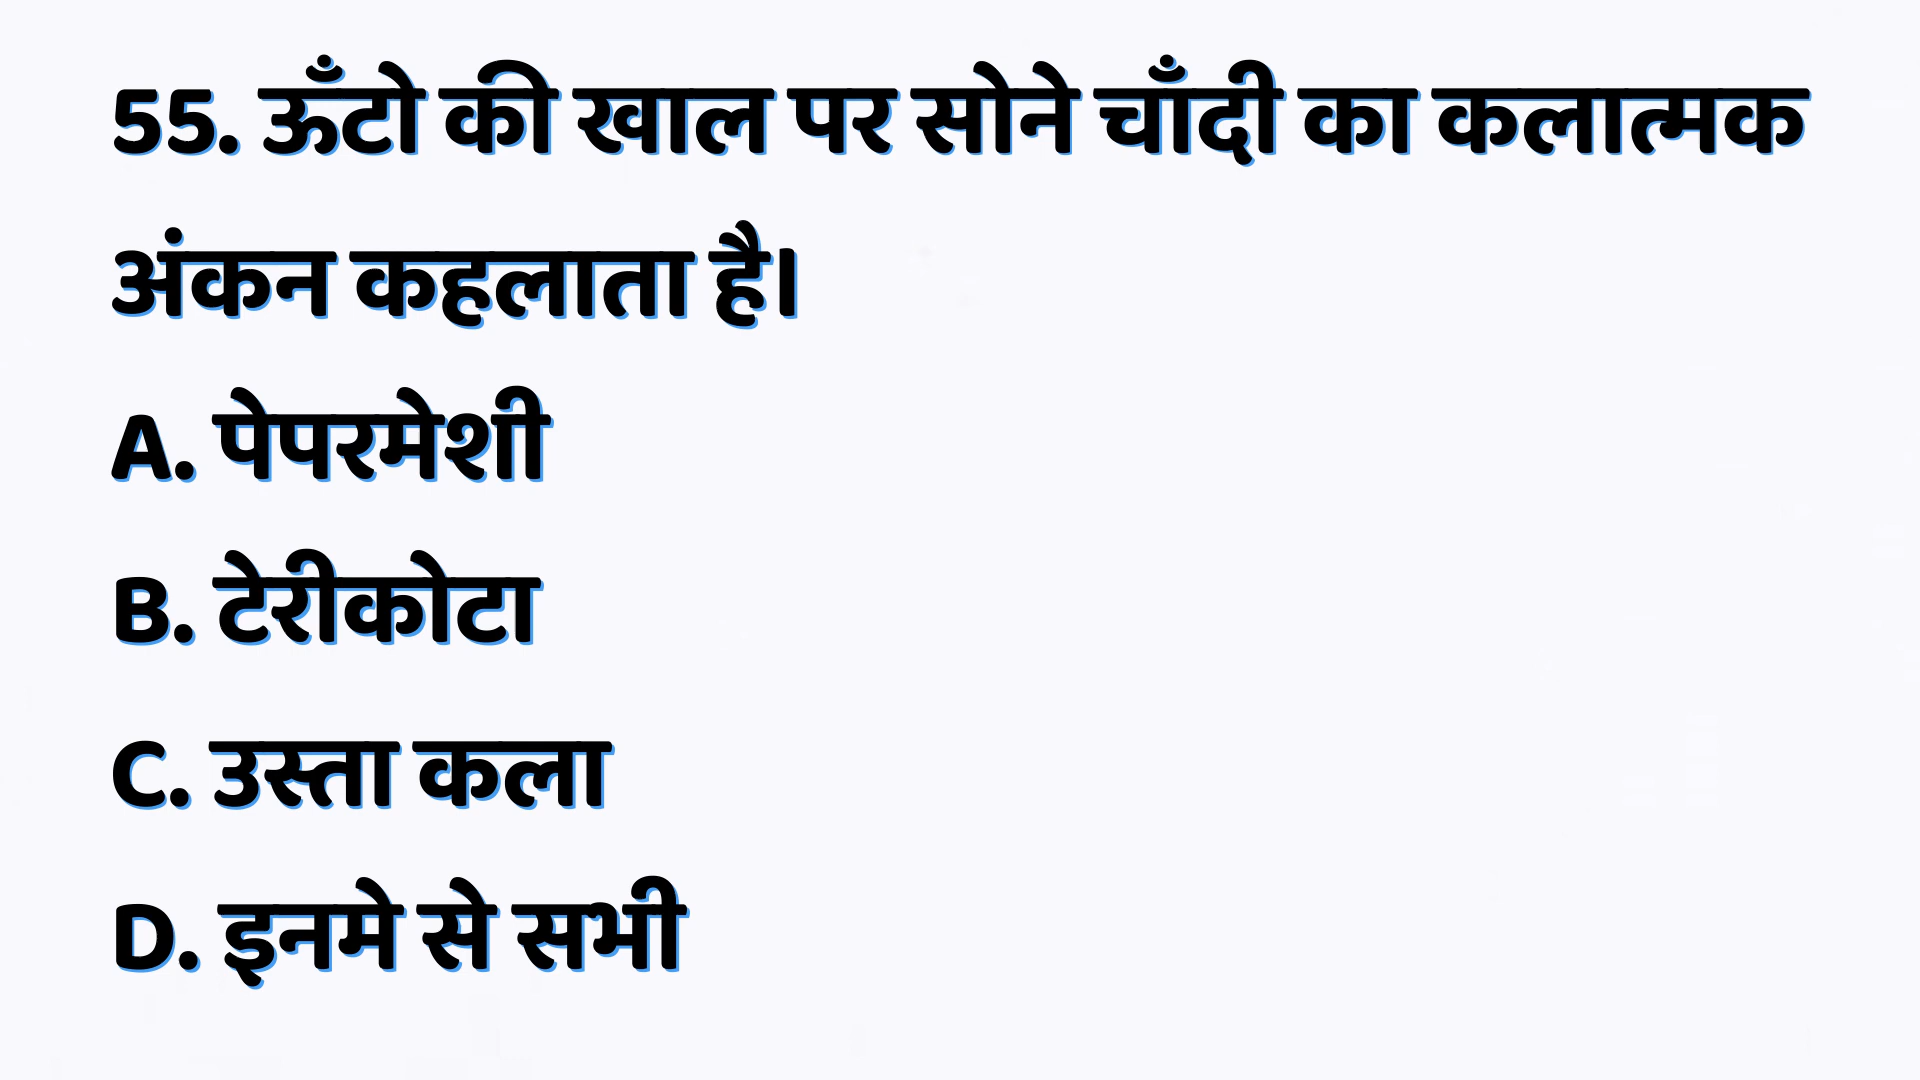 55. ऊँटो की खाल पर सोने चाँदी का कलात्मक
अंकन कहलाता है।
A. पेपरमेशी
B. टेरीकोटा
C. उस्ता कला
D. इनमे से सभी